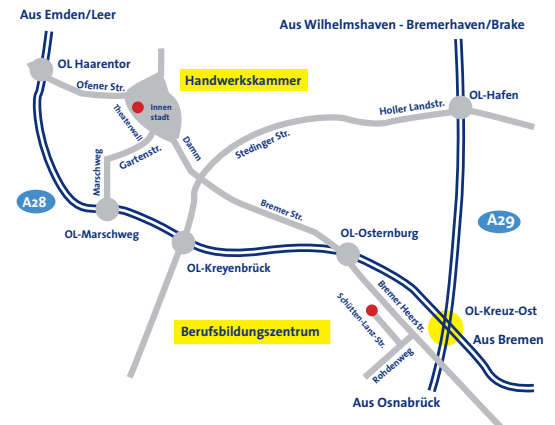 Aus Emden/Leer
Aus Wilhelmshaven - Bremerhaven/Brake
OL Haarentor
Handwerkskammer
Ofener Str.
OL-Hafen
Theaterwall
Innen
stadt
Holler Landstr.
Stedinger Str.
Damm
Gartenstr.
Marschweg
A28
Bremer Str.
A29
OL-Marschweg
OL-Osternburg
OL-Kreyenbrück
Bremer Heerstr.
Schütten-Lanz-Str.
OL-Kreuz-Ost
Berufsbildungszentrum
Aus Bremen
Rohdenweg
Aus Osnabrück